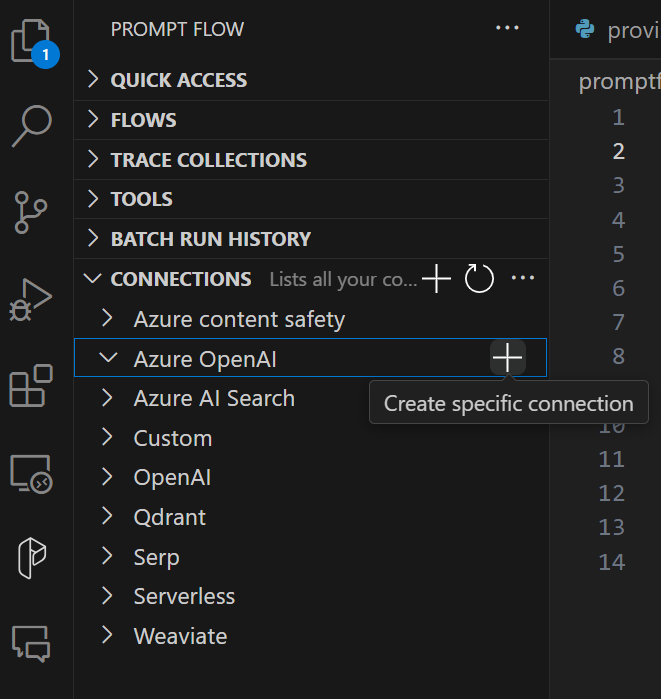 PROMPT FLOW
QUICK ACCESS
FLOWS
TRACE COLLECTIONS
TOOLS
BATCH RUN HISTORY
CONNECTIONS Lists all your co...
Azure content safety
Azure OpenAI
Create specific connection
Azure AI Search
Custom
OpenAI
Qdrant
Serp
Serverless
Weaviate
1
provi
promptf
1
2
3
4
5
6
7
8
10
11
12
13
14